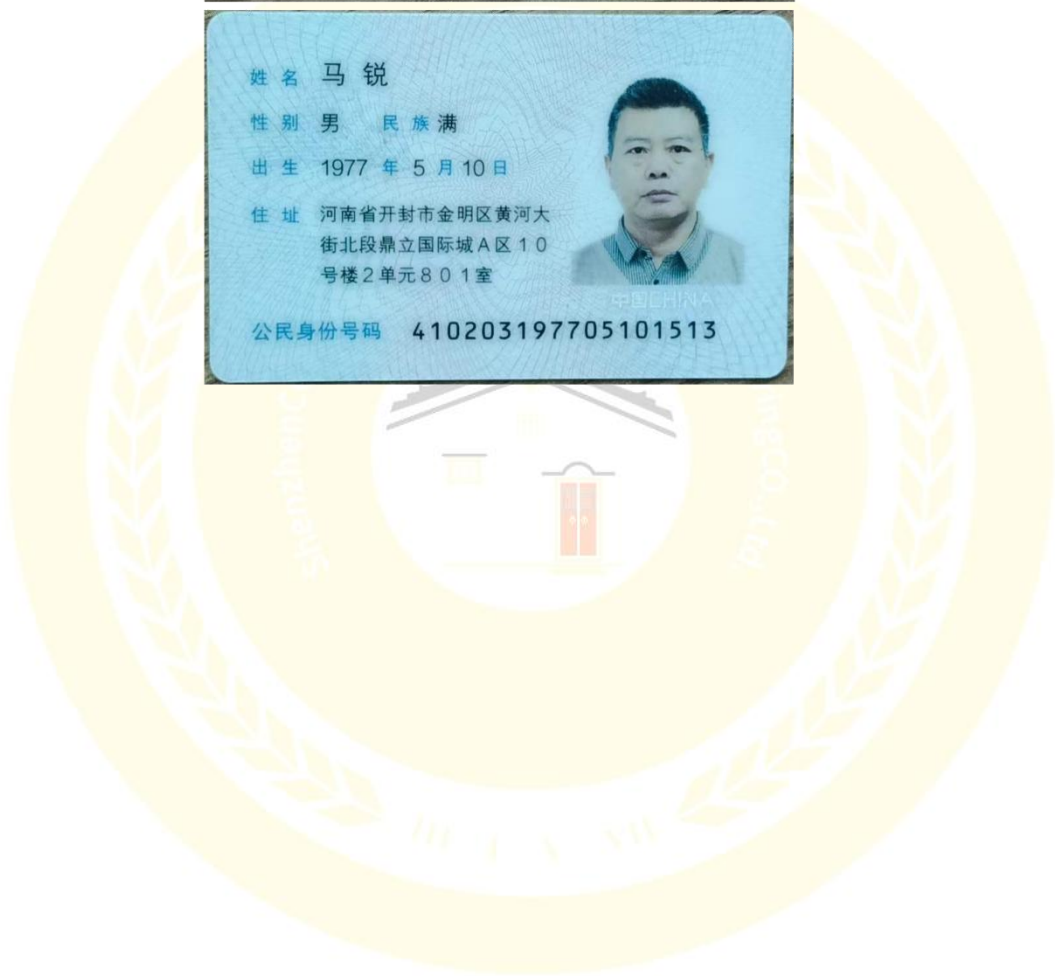 姓名 马锐
性别 男 民族 满
出生 1977 年 5 月 10 日
住址 河南省开封市金明区黄河大
街北段鼎立国际城A区10
号楼2单元801室
中国CHINA
公民身份号码 410203197705101513